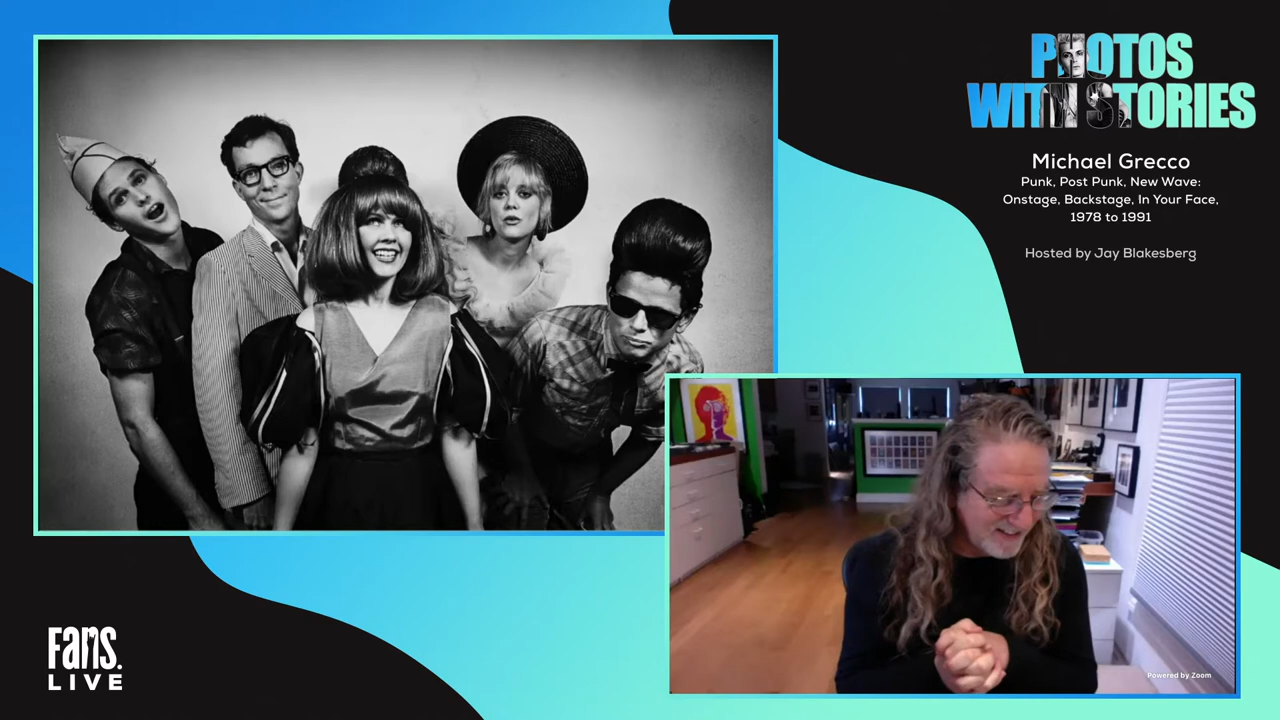 PHOTOS
WITH STORIES
Michael Grecco
Punk, Post Punk, New Wave:
Onstage, Backstage, In Your Face,
1978 to 1991
Hosted by Jay Blakesberg
Powered by Zoom
Fans.
LIVE